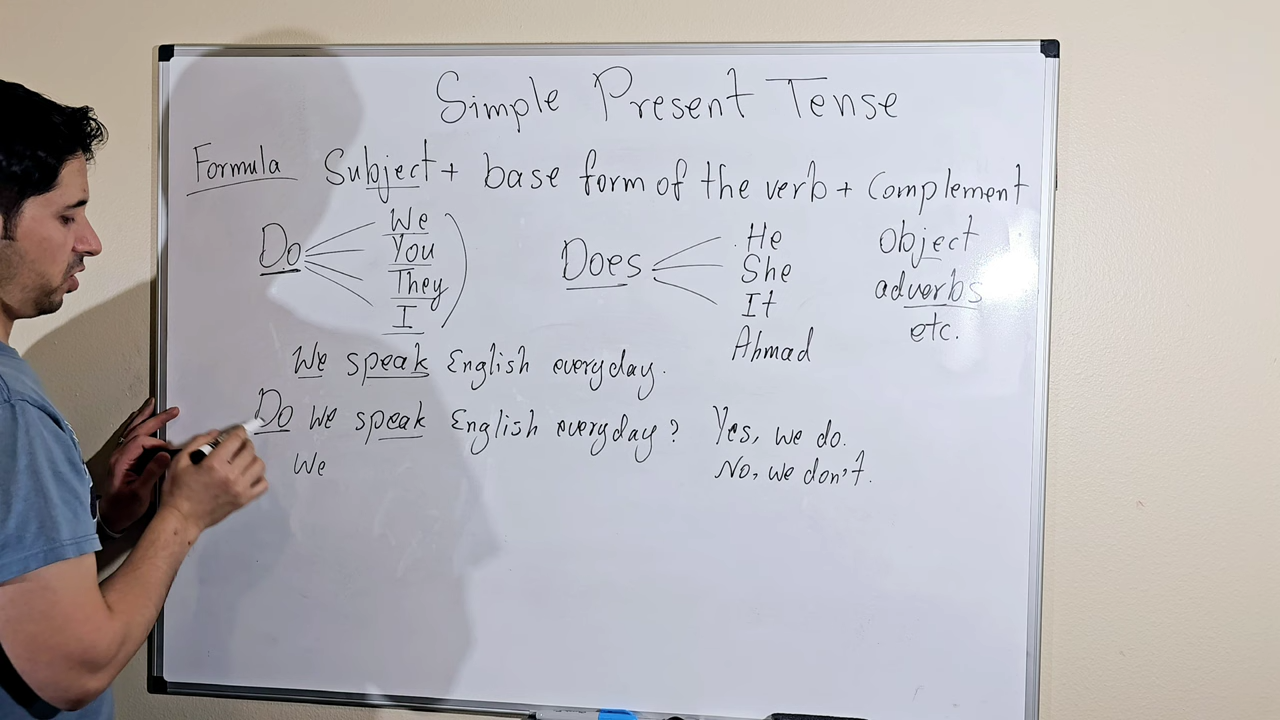 Simple Present Tense
Formula Subject + base form of the verb + Complement
Do We Does He Object
You She adverbs
They It etc.
I Ahmad
We speak English everyday.
Do we speak English everyday? Yes, we do.
We No, we don't.